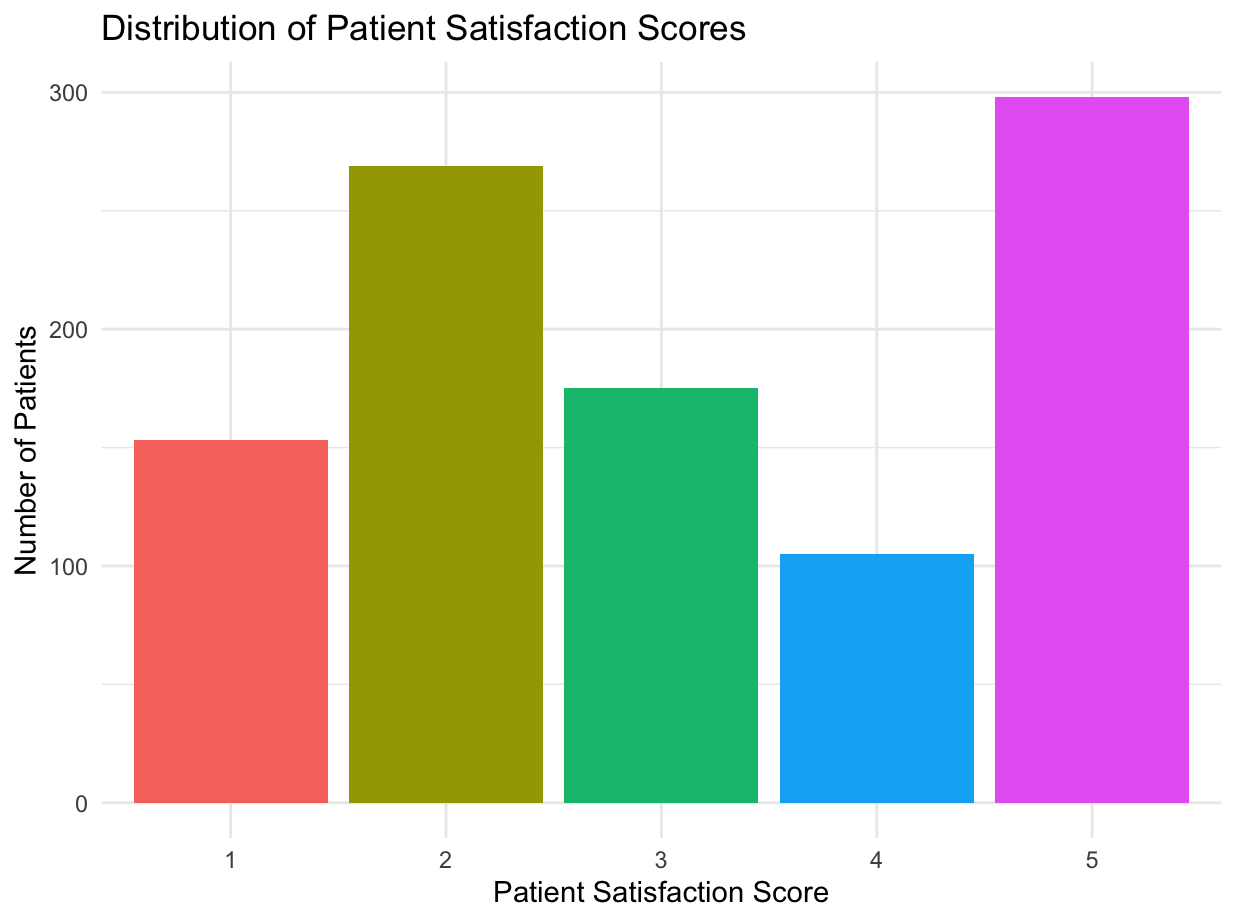 Distribution of Patient Satisfaction Scores
Number of Patients
300
200
100
0
1 2 3 4 5
Patient Satisfaction Score